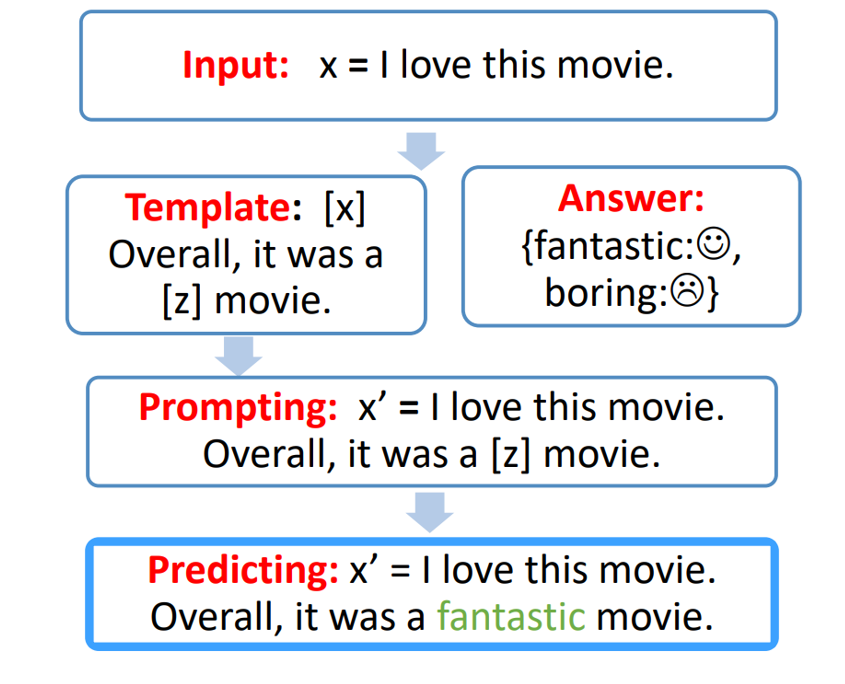 Input: x = I love this movie.
Template: [x]
Overall, it was a
[z] movie.
Answer:
{fantastic:☺,
boring:☹}
Prompting: x’ = I love this movie.
Overall, it was a [z] movie.
Predicting: x’ = I love this movie.
Overall, it was a fantastic movie.